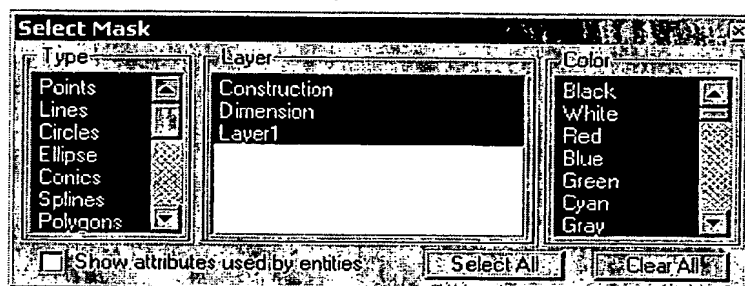 Select Mask
Type
Points
Lines
Circles
Ellipse
Conics
Splines
Polygons
Layer
Construction
Dimension
Layer1
Color
Black
White
Red
Blue
Green
Cyan
Gray
Show attributes used by entities
Select All
Clear All